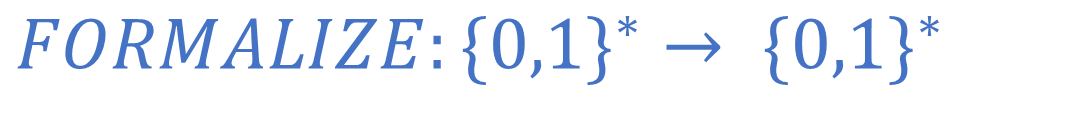 FORMALIZE: {0,1}* → {0,1}*